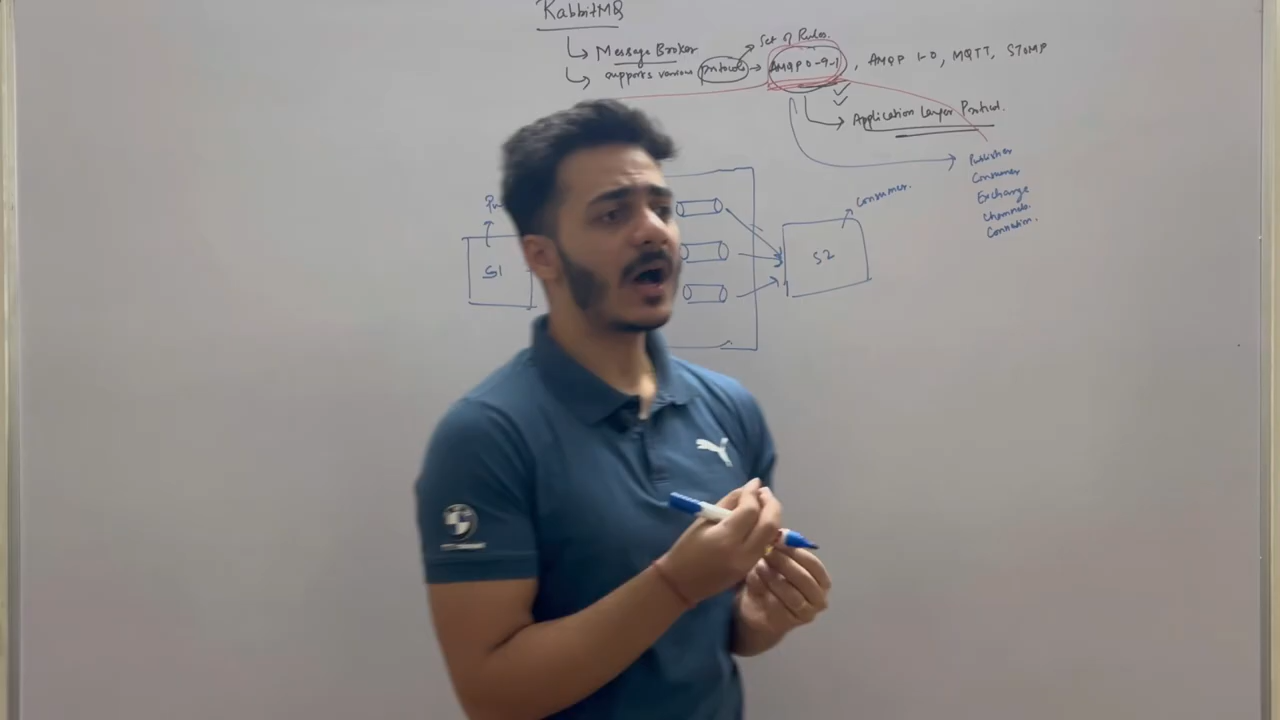 RabbitMQ
Message Broker
Set of Rules.
supports various protocols → AMQP 0-9-1, AMQP 1-0, MQTT, STOMP
Application Layer Protocol.
Publisher
Consumer
Exchange
Channels.
Connection.
Consumer.
S1
S2